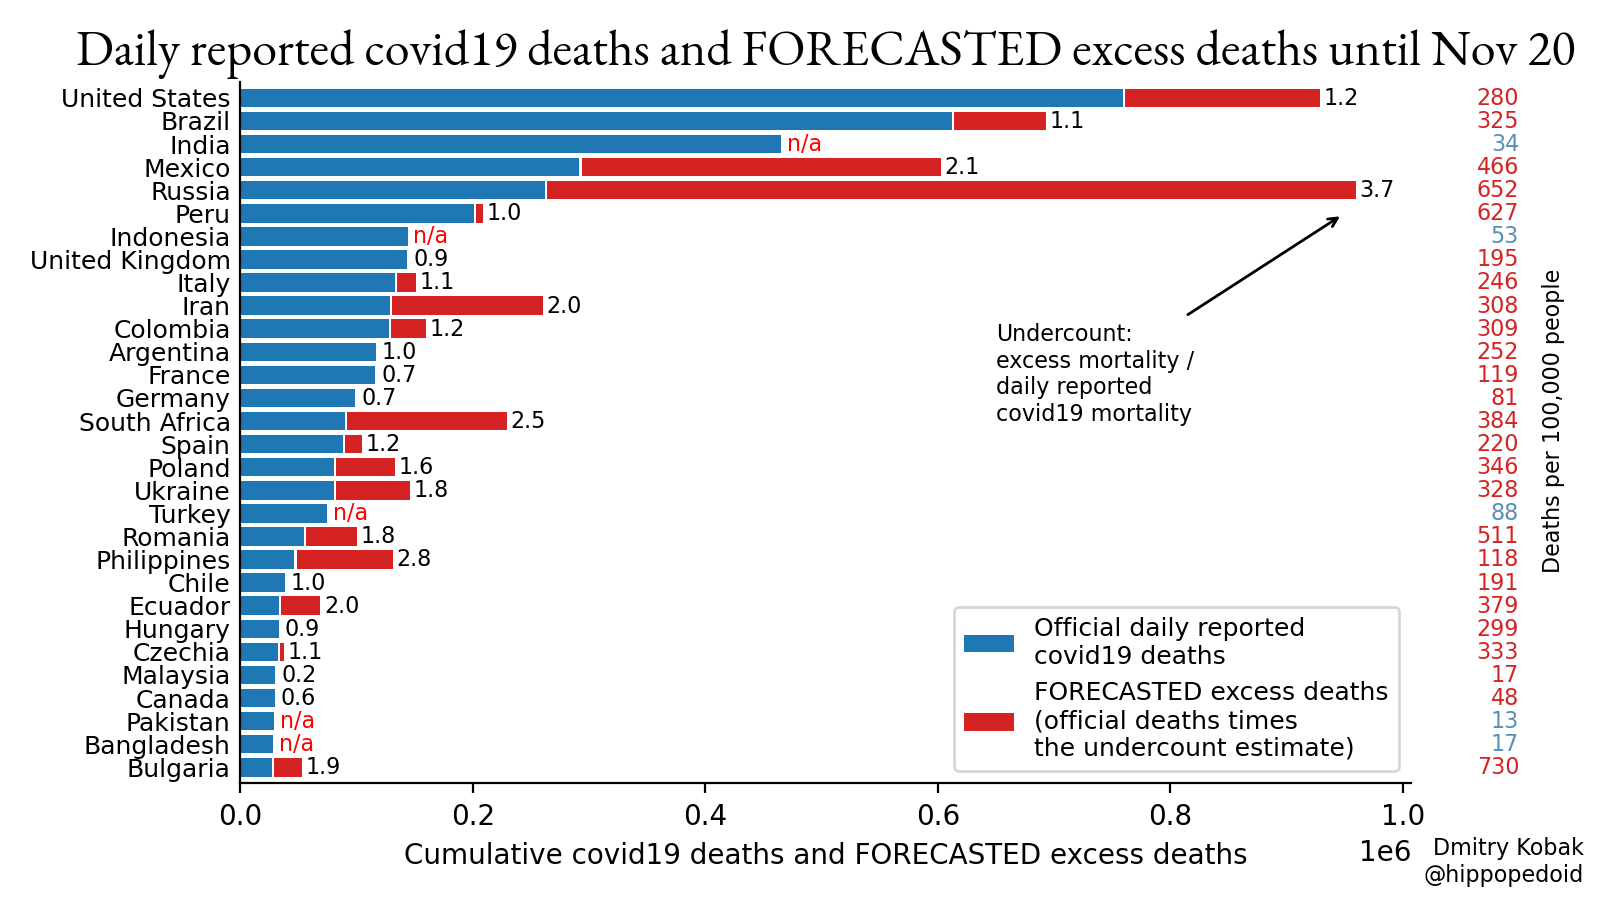 Daily reported covid19 deaths and FORECASTED excess deaths until Nov 20
United States 1.2 280
Brazil 1.1 325
India n/a 34
Mexico 2.1 466
Russia 3.7 652
Peru 1.0 627
Indonesia n/a 53
United Kingdom 0.9 195
Italy 1.1 246
Iran 2.0 308
Colombia 1.2 309
Argentina 1.0 252
France 0.7 119
Germany 0.7 81
South Africa 2.5 384
Spain 1.2 220
Poland 1.6 346
Ukraine 1.8 328
Turkey n/a 88
Romania 1.8 511
Philippines 2.8 118
Chile 1.0 191
Ecuador 2.0 379
Hungary 0.9 299
Czechia 1.1 333
Malaysia 0.2 17
Canada 0.6 48
Pakistan n/a 13
Bangladesh n/a 17
Bulgaria 1.9 730
Undercount:
excess mortality /
daily reported
covid19 mortality
Deaths per 100,000 people
Official daily reported
covid19 deaths
FORECASTED excess deaths
(official deaths times
the undercount estimate)
0.0 0.2 0.4 0.6 0.8 1.0
1e6
Cumulative covid19 deaths and FORECASTED excess deaths
Dmitry Kobak
@hippopedoid